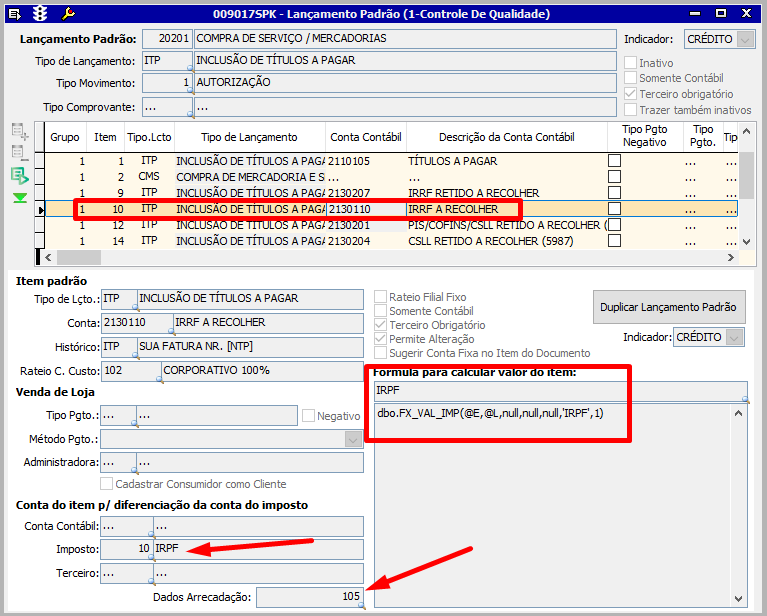 009017SPK - Lançamento Padrão (1-Controle De Qualidade)
Lançamento Padrão: 20201 COMPRA DE SERVIÇO / MERCADORIAS Indicador: CRÉDITO
Tipo de Lançamento: ITP INCLUSÃO DE TÍTULOS A PAGAR
Inativo
Tipo Movimento: 1 AUTORIZAÇÃO
Somente Contábil
Terceiro obrigatório
Tipo Comprovante: ... ...
Trazer também inativos
Grupo Item Tipo.Lcto Tipo de Lançamento Conta Contábil Descrição da Conta Contábil Tipo Pgto Negativo Tipo Pgto. Tip
1 1 ITP INCLUSÃO DE TÍTULOS A PAGA 2110105 TÍTULOS A PAGAR ... ...
1 2 CMS COMPRA DE MERCADORIA E S ... ... ... ...
1 9 ITP INCLUSÃO DE TÍTULOS A PAGA 2130207 IRRF RETIDO A RECOLHER ... ...
1 10 ITP INCLUSÃO DE TÍTULOS A PAGA 2130110 IRRF A RECOLHER ... ...
1 12 ITP INCLUSÃO DE TÍTULOS A PAGA 2130201 PIS/COFINS/CSLL RETIDO A RECOLHER ( ... ...
1 14 ITP INCLUSÃO DE TÍTULOS A PAGA 2130204 CSLL RETIDO A RECOLHER (5987) ... ...
Item padrão
Tipo de Lçto.: ITP INCLUSÃO DE TÍTULOS A PAGAR
Conta: 2130110 IRRF A RECOLHER
Histórico: ITP SUA FATURA NR. [NTP]
Rateio C. Custo: 102 CORPORATIVO 100%
Rateio Filial Fixo
Somente Contábil
Terceiro Obrigatório
Permite Alteração
Sugerir Conta Fixa no Item do Documento
Duplicar Lançamento Padrão
Indicador: CRÉDITO
Fórmula para calcular valor do item:
IRPF
dbo.FX_VAL_IMP(@E,@L,null,null,null,'IRPF',1)
Venda de Loja
Tipo Pgto.: ... ... Negativo
Método Pgto.:
Administradora: ... ...
Cadastrar Consumidor como Cliente
Conta do item p/ diferenciação da conta do imposto
Conta Contábil: ... ...
Imposto: 10 IRPF
Terceiro: ... ...
Dados Arrecadação: 105